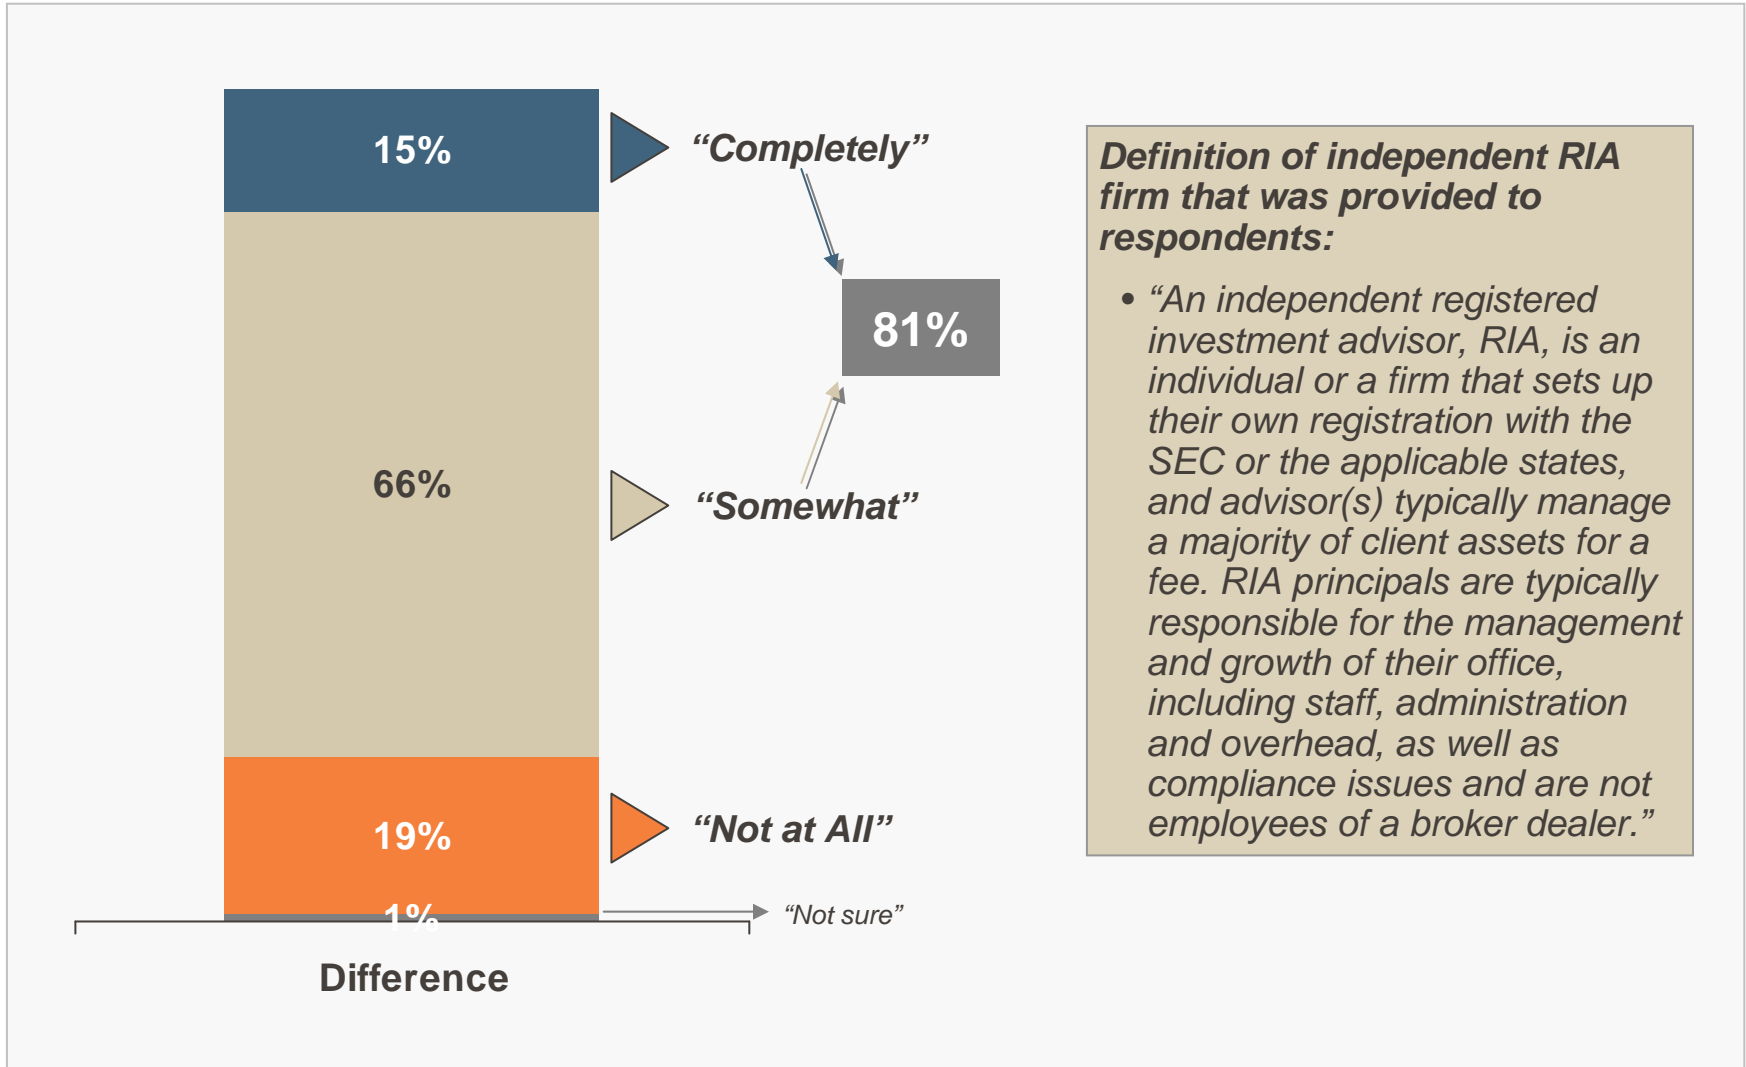 15%
“Completely”
81%
66%
“Somewhat”
19%
“Not at All”
1%
“Not sure”
Difference
Definition of independent RIA
firm that was provided to
respondents:
• “An independent registered
investment advisor, RIA, is an
individual or a firm that sets up
their own registration with the
SEC or the applicable states,
and advisor(s) typically manage
a majority of client assets for a
fee. RIA principals are typically
responsible for the management
and growth of their office,
including staff, administration
and overhead, as well as
compliance issues and are not
employees of a broker dealer.”